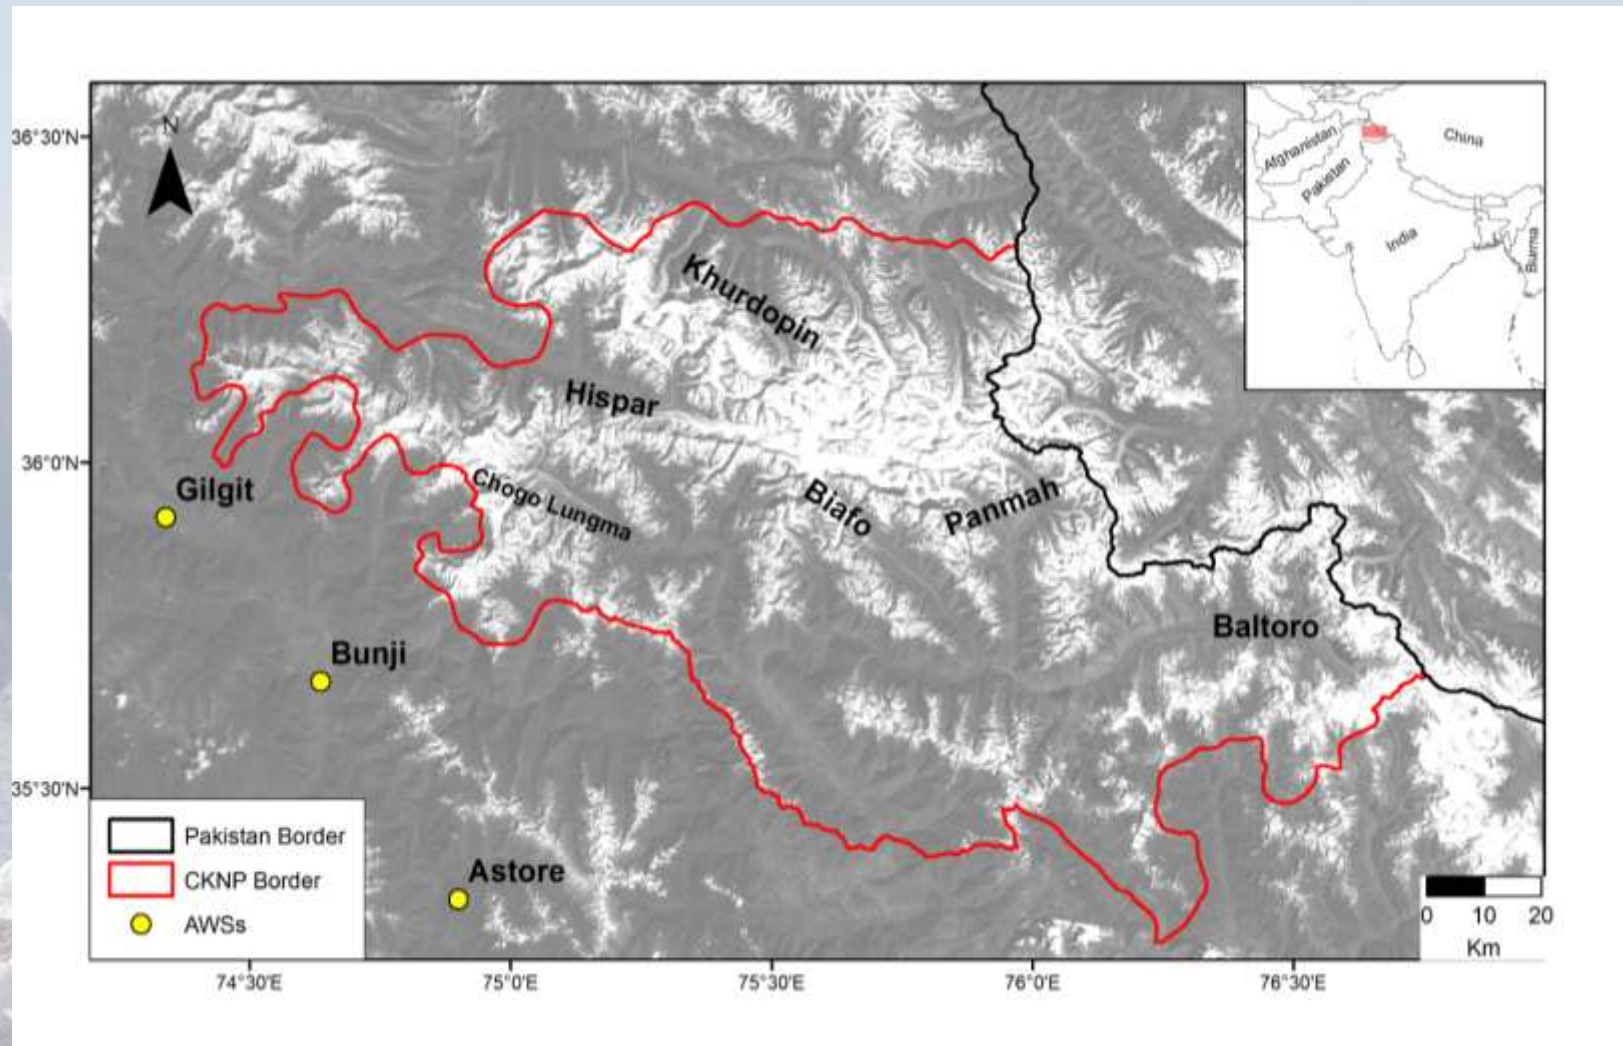 36°30'N
N
Afghanistan
China
Pakistan
India
Burma
Khurdopin
Hispar
36°0'N
Gilgit
Chogo Lungma
Biafo
Panmah
Baltoro
Bunji
35°30'N
Pakistan Border
CKNP Border
AWSs
Astore
0 10 20
Km
74°30'E 75°0'E 75°30'E 76°0'E 76°30'E